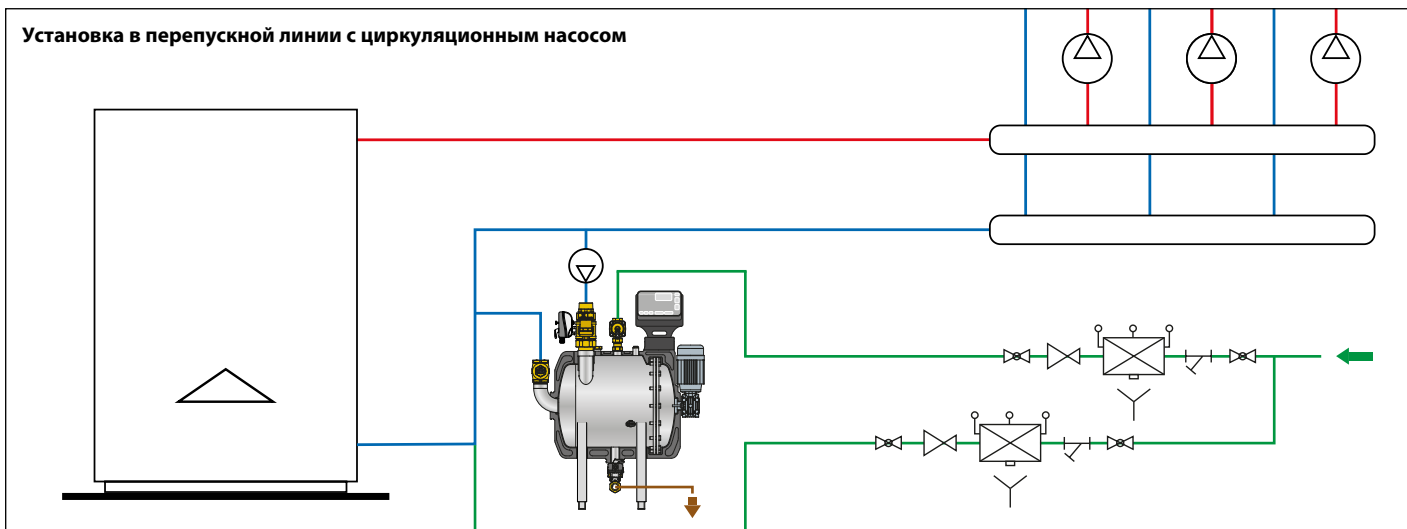 Установка в перепускной линии с циркуляционным насосом